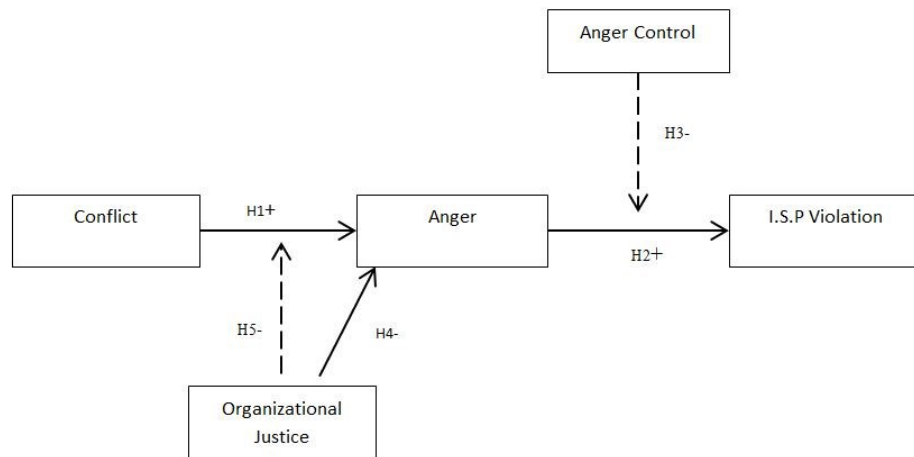 Anger Control
H3-
Conflict
H1+
Anger
I.S.P Violation
H2+
H5-
H4-
Organizational
Justice